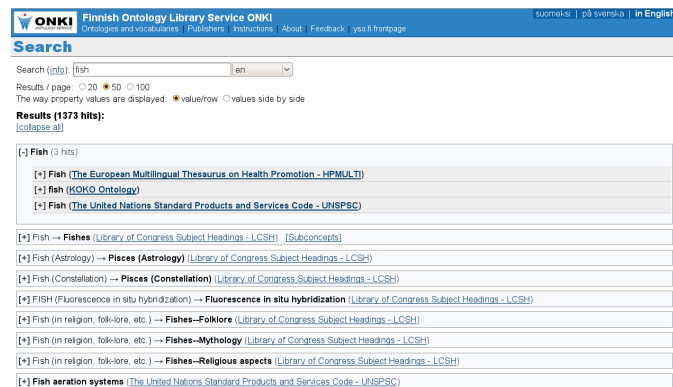 ONKI
ONTOLOGY SERVICE
Finnish Ontology Library Service ONKI
suomeksi | på svenska | in English
Ontologies and vocabularies | Publishers | Instructions | About | Feedback | yso.fi frontpage
Search
Search (info): fish en
Results / page: 20 50 100
The way property values are displayed: value/row values side by side
Results (1373 hits):
[collapse all]
[-] Fish (3 hits)
[+] Fish (The European Multilingual Thesaurus on Health Promotion - HPMULTI)
[+] fish (KOKO Ontology)
[+] Fish (The United Nations Standard Products and Services Code - UNSPSC)
[+] Fish → Fishes (Library of Congress Subject Headings - LCSH) [Subconcepts]
[+] Fish (Astrology) → Pisces (Astrology) (Library of Congress Subject Headings - LCSH)
[+] Fish (Constellation) → Pisces (Constellation) (Library of Congress Subject Headings - LCSH)
[+] FISH (Fluorescence in situ hybridization) → Fluorescence in situ hybridization (Library of Congress Subject Headings - LCSH)
[+] Fish (in religion, folk-lore, etc.) → Fishes--Folklore (Library of Congress Subject Headings - LCSH)
[+] Fish (in religion, folk-lore, etc.) → Fishes--Mythology (Library of Congress Subject Headings - LCSH)
[+] Fish (in religion, folk-lore, etc.) → Fishes--Religious aspects (Library of Congress Subject Headings - LCSH)
[+] Fish aeration systems (The United Nations Standard Products and Services Code - UNSPSC)